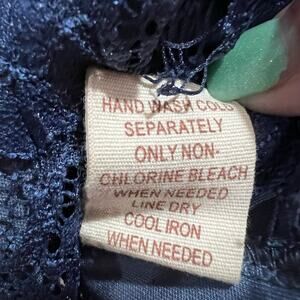 HAND WASH COLD
SEPARATELY
ONLY NON-
CHLORINE BLEACH
WHEN NEEDED
LINE DRY
COOL IRON
WHEN NEEDED